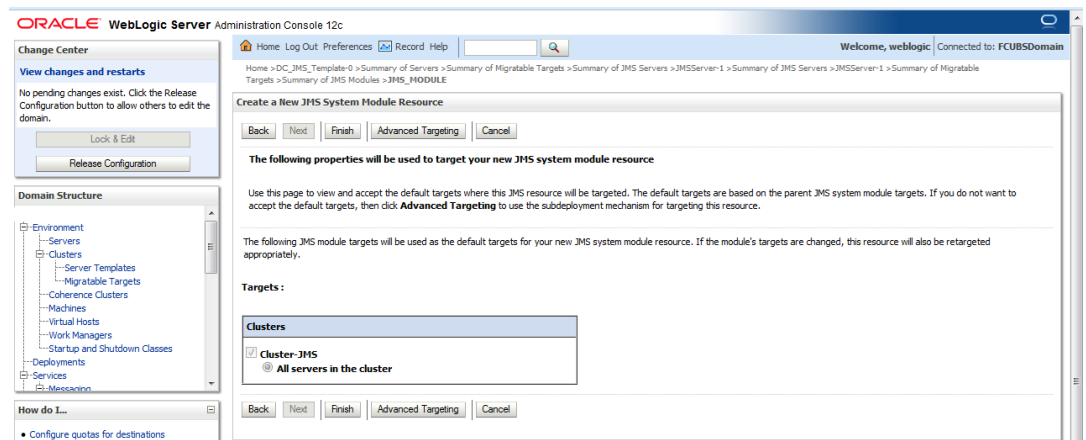 ORACLE WebLogic Server Administration Console 12c
Change Center
View changes and restarts
No pending changes exist. Click the Release
Configuration button to allow others to edit the
domain.
Lock & Edit
Release Configuration
Domain Structure
Environment
Servers
Clusters
Server Templates
Migratable Targets
Coherence Clusters
Machines
Virtual Hosts
Work Managers
Startup and Shutdown Classes
Deployments
Services
Messaging
How do I...
Configure quotas for destinations
Home Log Out Preferences Record Help
Welcome, weblogic Connected to: FCUBSDomain
Home >DC_JMS_Template-0 >Summary of Servers >Summary of Migratable Targets >Summary of JMS Servers >JMSServer-1 >Summary of JMS Servers >JMSServer-1 >Summary of Migratable
Targets >Summary of JMS Modules >JMS_MODULE
Create a New JMS System Module Resource
Back Next Finish Advanced Targeting Cancel
The following properties will be used to target your new JMS system module resource
Use this page to view and accept the default targets where this JMS resource will be targeted. The default targets are based on the parent JMS system module targets. If you do not want to
accept the default targets, then click Advanced Targeting to use the subdeployment mechanism for targeting this resource.
The following JMS module targets will be used as the default targets for your new JMS system module resource. If the module's targets are changed, this resource will also be retargeted
appropriately.
Targets :
Clusters
Cluster-JMS
All servers in the cluster
Back Next Finish Advanced Targeting Cancel